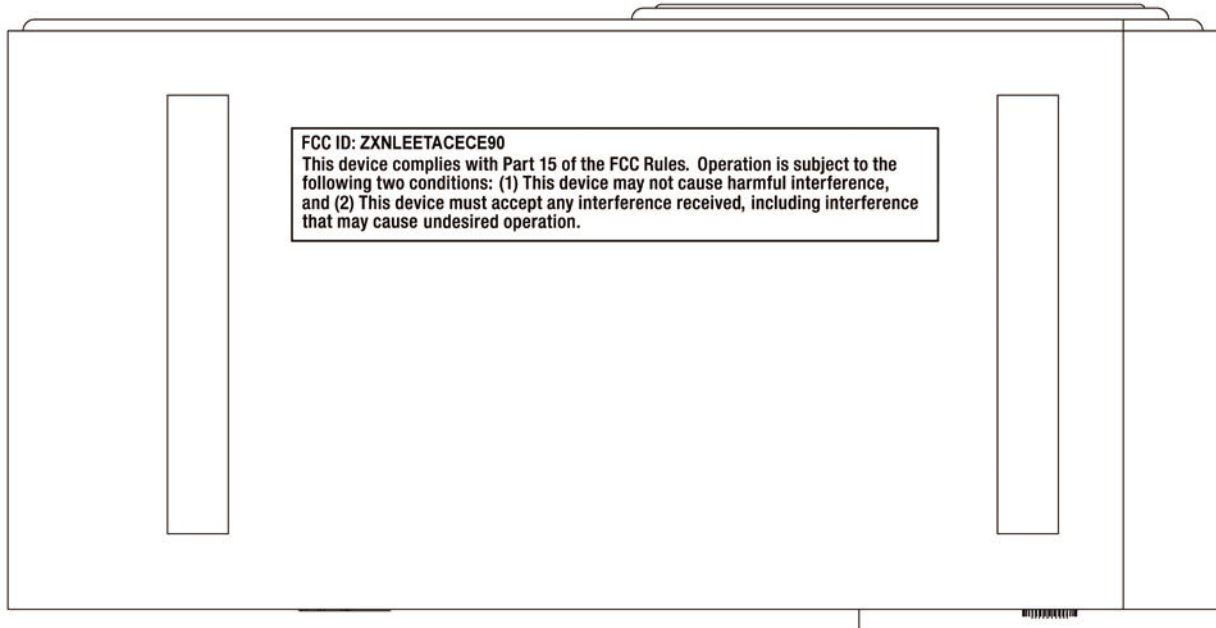 FCC ID: ZXNLEETACECE90
This device complies with Part 15 of the FCC Rules. Operation is subject to the
following two conditions: (1) This device may not cause harmful interference,
and (2) This device must accept any interference received, including interference
that may cause undesired operation.